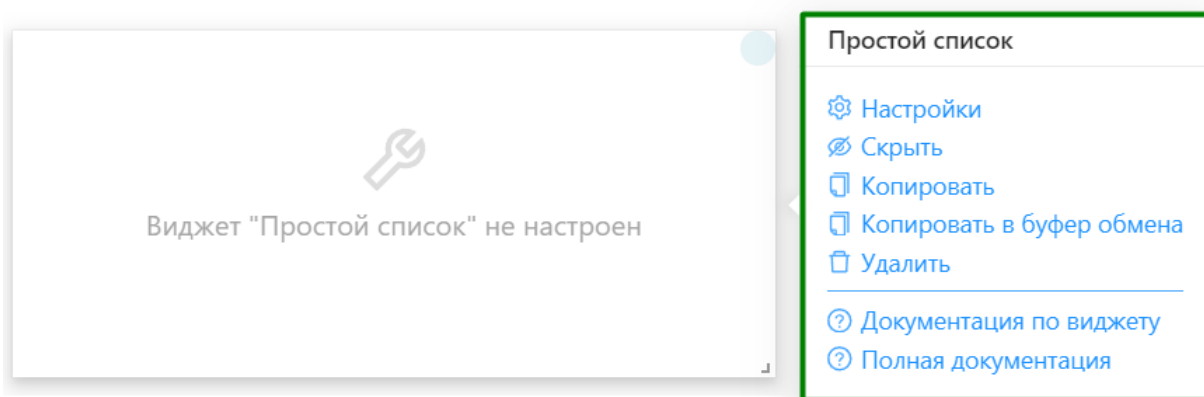 Виджет "Простой список" не настроен
Простой список
Настройки
Скрыть
Копировать
Копировать в буфер обмена
Удалить
Документация по виджету
Полная документация